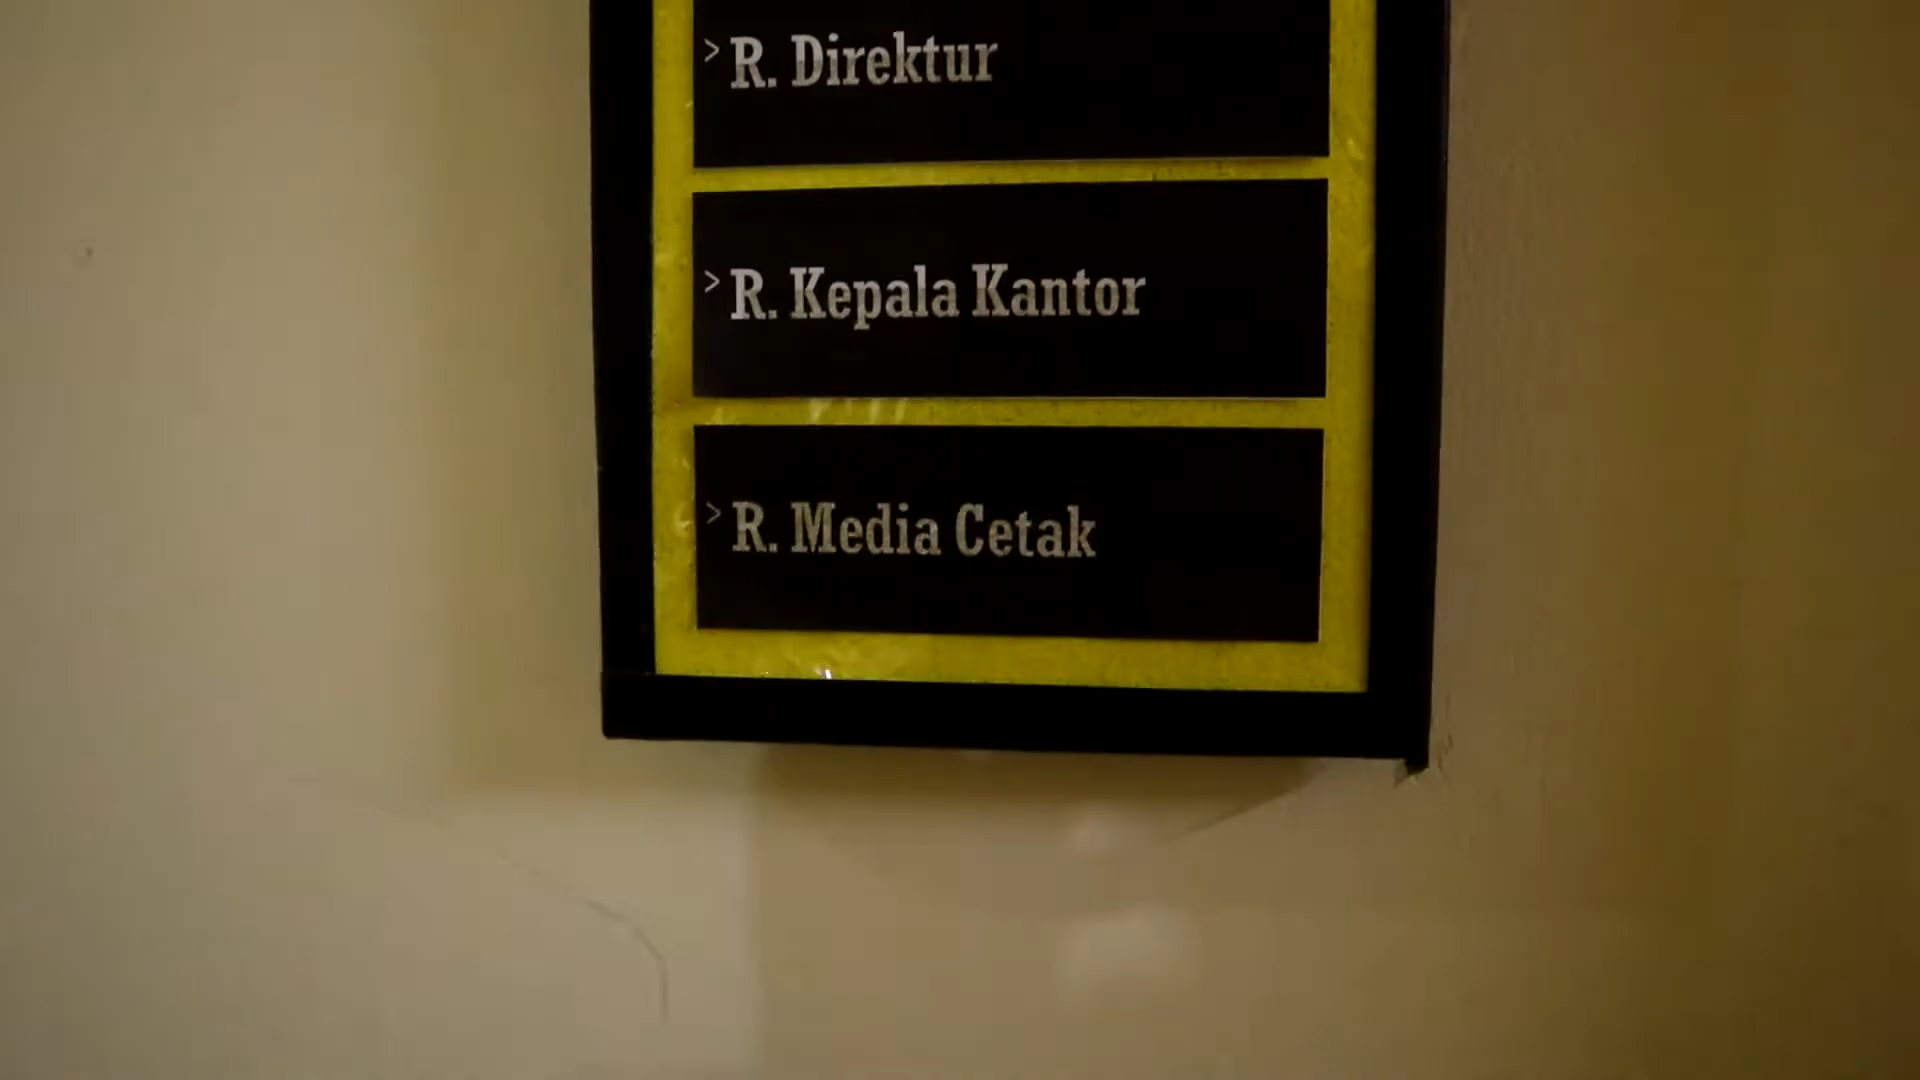 > R. Direktur
> R. Kepala Kantor
> R. Media Cetak